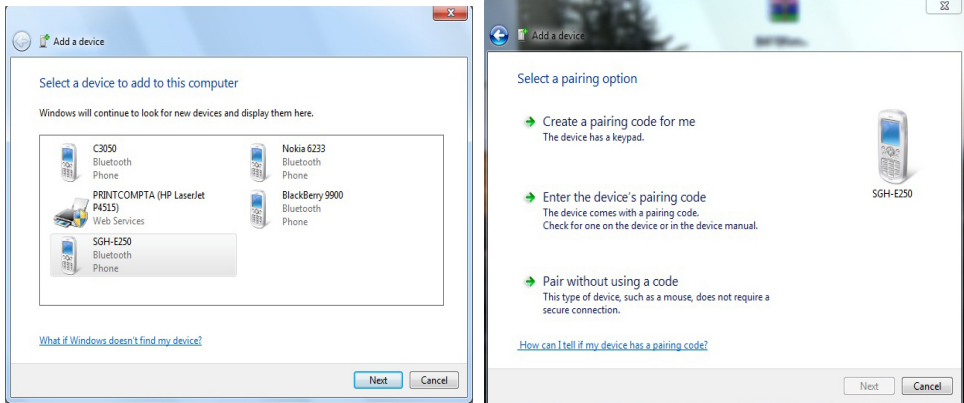 Add a device
Select a device to add to this computer
Windows will continue to look for new devices and display them here.
C3050
Bluetooth
Phone
Nokia 6233
Bluetooth
Phone
PRINTCOMPTA (HP LaserJet
P4515)
Web Services
BlackBerry 9900
Bluetooth
Phone
SGH-E250
Bluetooth
Phone
What if Windows doesn't find my device?
Next
Cancel
Add a device
Select a pairing option
Create a pairing code for me
The device has a keypad.
Enter the device's pairing code
The device comes with a pairing code.
Check for one on the device or in the device manual.
SGH-E250
Pair without using a code
This type of device, such as a mouse, does not require a
secure connection.
How can I tell if my device has a pairing code?
Next
Cancel